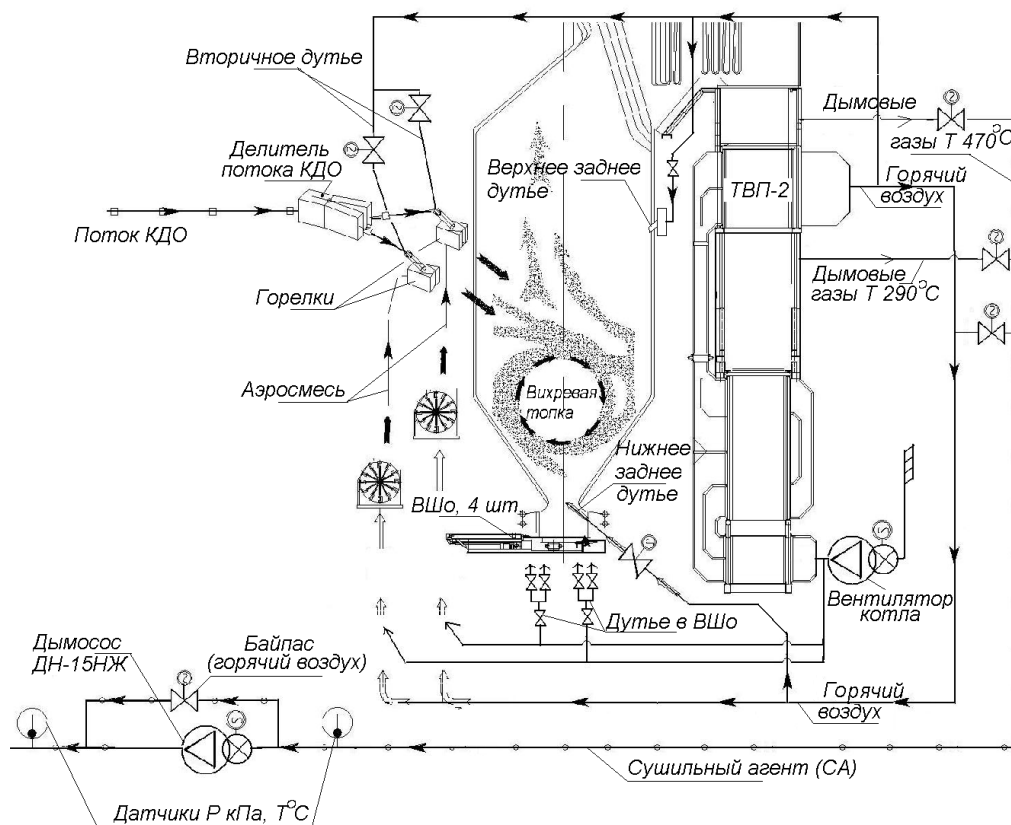 Вторичное дутье
Делитель
потока КДО
Поток КДО
Горелки
Аэросмесь
Верхнее заднее
дутье
Вихревая
топка
Нижнее
заднее
дутье
ВШо, 4 шт
ТВП-2
Дымовые
газы Т 470°С
Горячий
воздух
Дымовые
газы Т 290°С
Вентилятор
котла
Дутье в ВШо
Горячий
воздух
Дымосос
ДН-15НЖ
Байпас
(горячий воздух)
Сушильный агент (СА)
Датчики Р кПа, Т°С